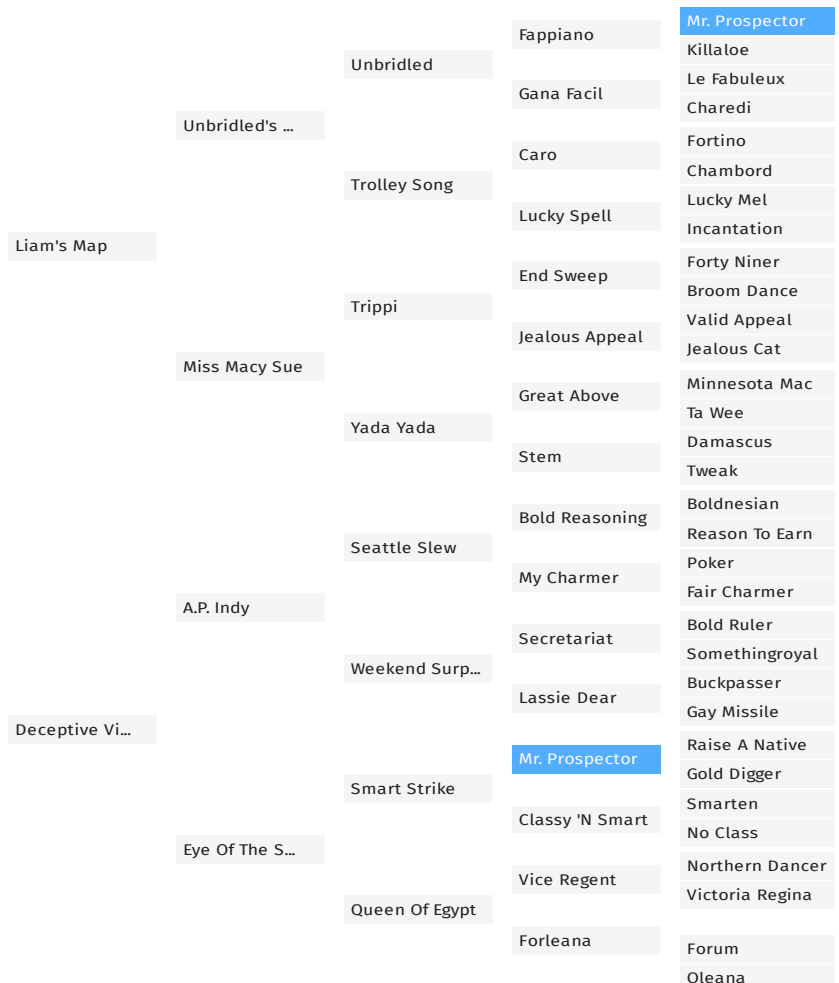 Mr. Prospector
Fappiano
Killaloe
Unbridled
Le Fabuleux
Gana Facil
Charedi
Unbridled's ...
Fortino
Caro
Chambord
Trolley Song
Lucky Mel
Lucky Spell
Incantation
Liam's Map
Forty Niner
End Sweep
Broom Dance
Trippi
Valid Appeal
Jealous Appeal
Jealous Cat
Miss Macy Sue
Minnesota Mac
Great Above
Ta Wee
Yada Yada
Damascus
Stem
Tweak
Boldnesian
Bold Reasoning
Reason To Earn
Seattle Slew
Poker
My Charmer
Fair Charmer
A.P. Indy
Bold Ruler
Secretariat
Somethingroyal
Weekend Surp...
Buckpasser
Lassie Dear
Gay Missile
Deceptive Vi...
Raise A Native
Mr. Prospector
Gold Digger
Smart Strike
Smarten
Classy 'N Smart
No Class
Eye Of The S...
Northern Dancer
Vice Regent
Victoria Regina
Queen Of Egypt
Forleana
Forum
Oleana